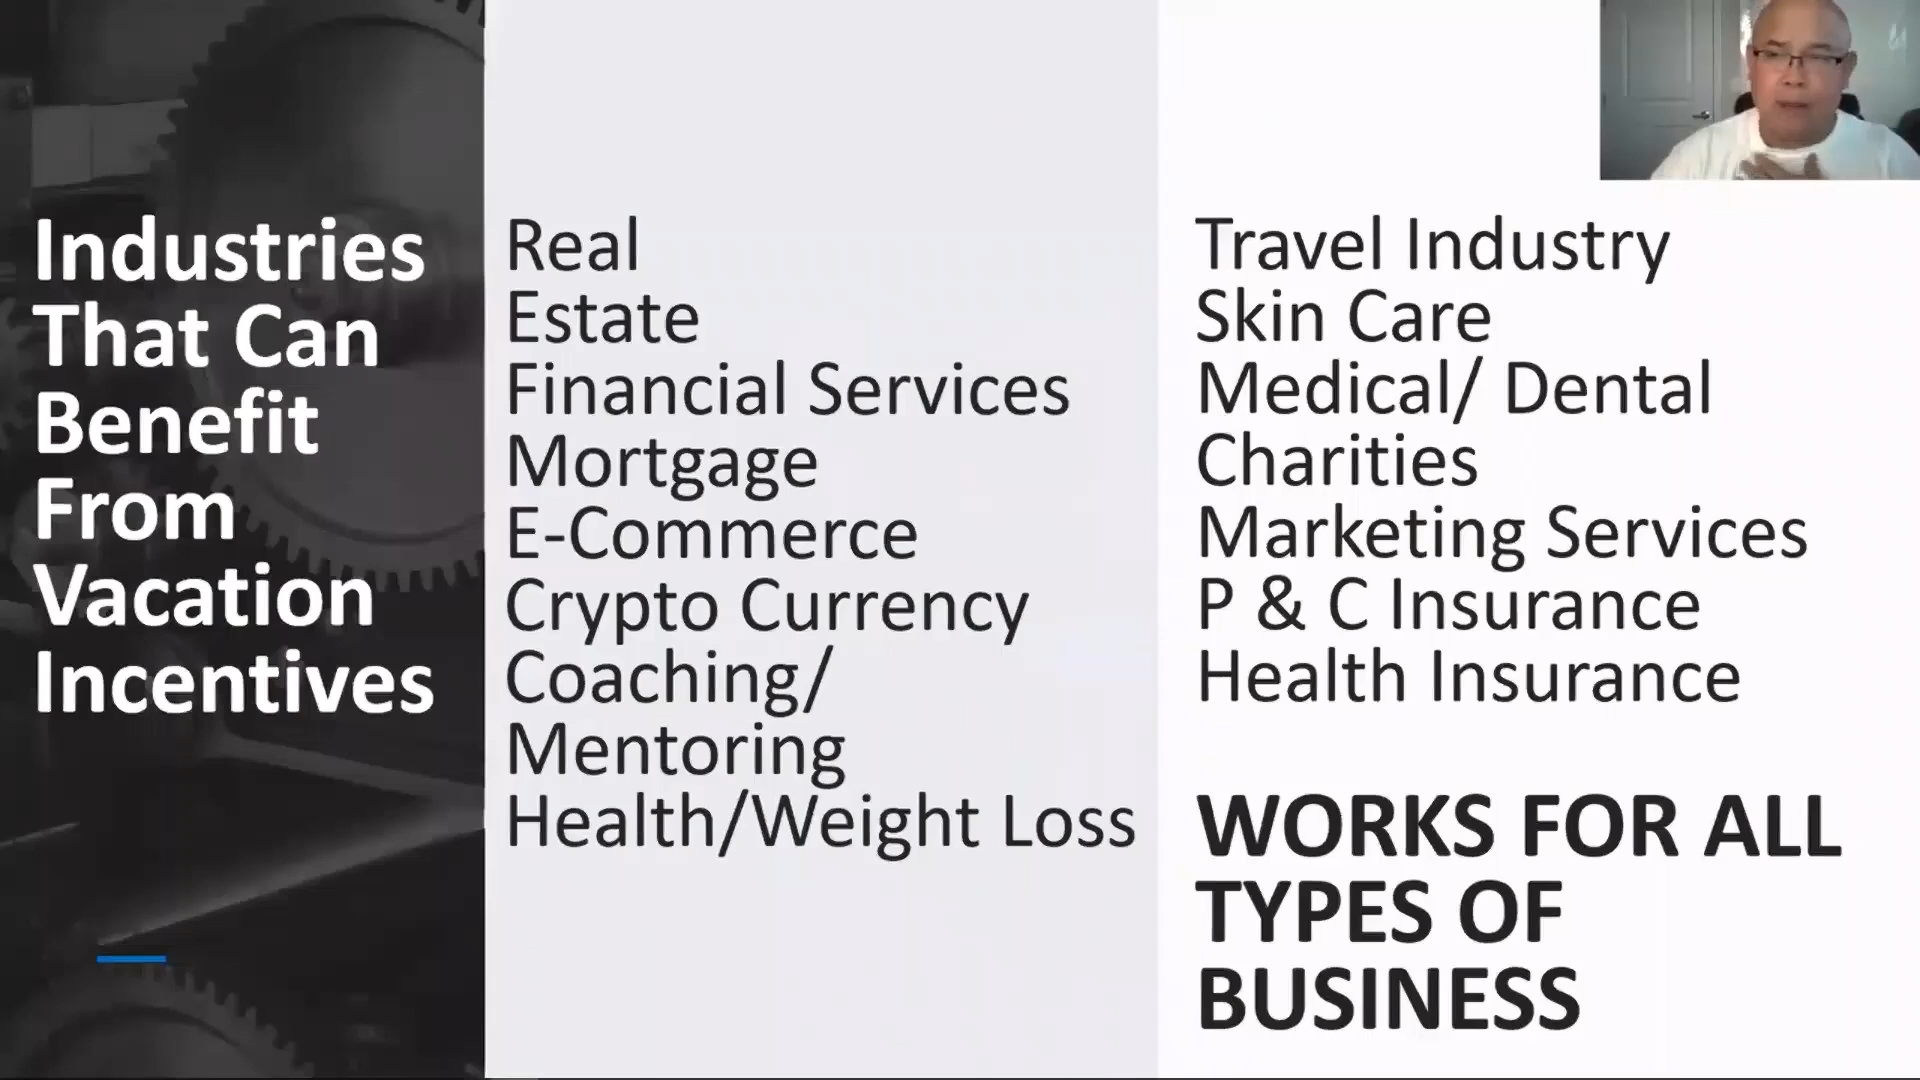 Industries
That Can
Benefit
From
Vacation
Incentives
Real
Estate
Financial Services
Mortgage
E-Commerce
Crypto Currency
Coaching/
Mentoring
Health/Weight Loss
Travel Industry
Skin Care
Medical/ Dental
Charities
Marketing Services
P & C Insurance
Health Insurance
WORKS FOR ALL
TYPES OF
BUSINESS